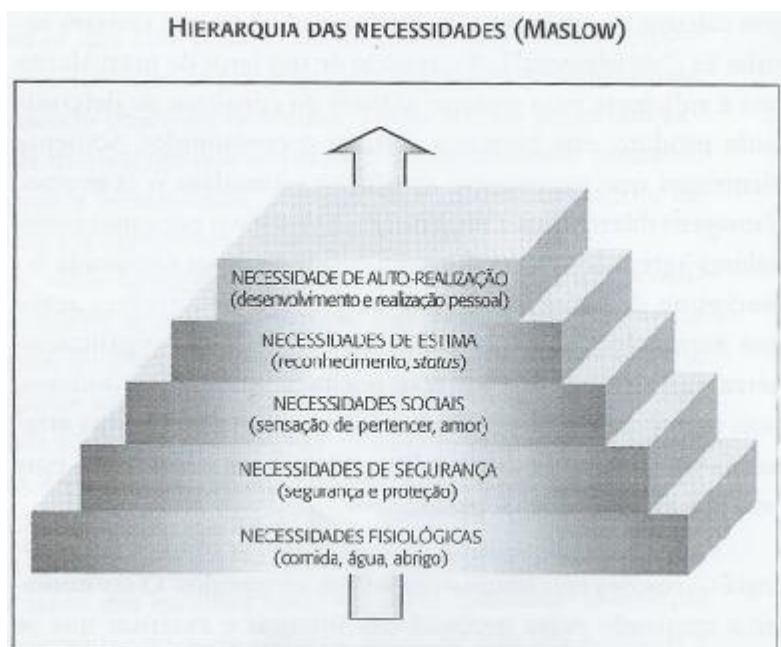 HIERARQUIA DAS NECESSIDADES (MASLOW)
NECESSIDADE DE AUTO-REALIZAÇÃO
(desenvolvimento e realização pessoal)
NECESSIDADES DE ESTIMA
(reconhecimento, status)
NECESSIDADES SOCIAIS
(sensação de pertencer, amor)
NECESSIDADES DE SEGURANÇA
(segurança e proteção)
NECESSIDADES FISIOLÓGICAS
(comida, água, abrigo)